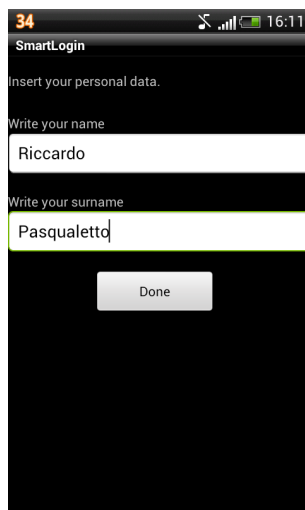 34 16:11
SmartLogin
Insert your personal data.
Write your name
Riccardo
Write your surname
Pasqualetto
Done